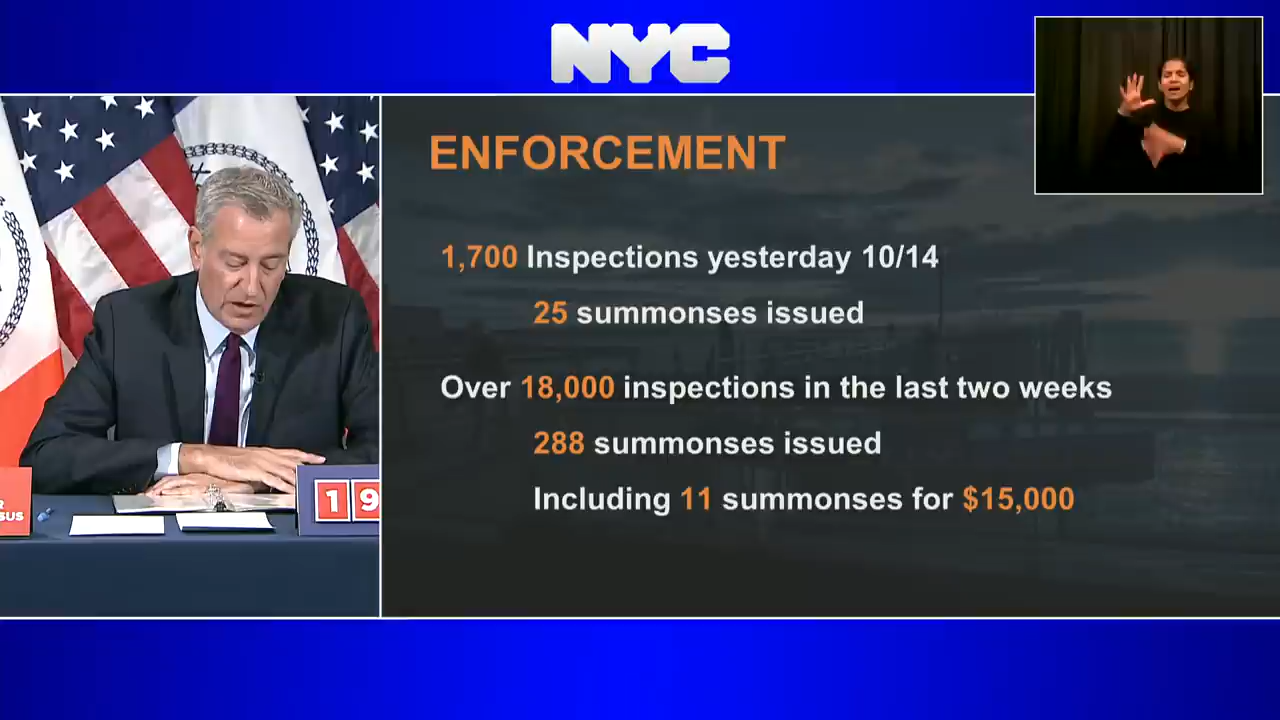 NYC
ENFORCEMENT
1,700 Inspections yesterday 10/14
25 summonses issued
Over 18,000 inspections in the last two weeks
288 summonses issued
Including 11 summonses for $15,000
19